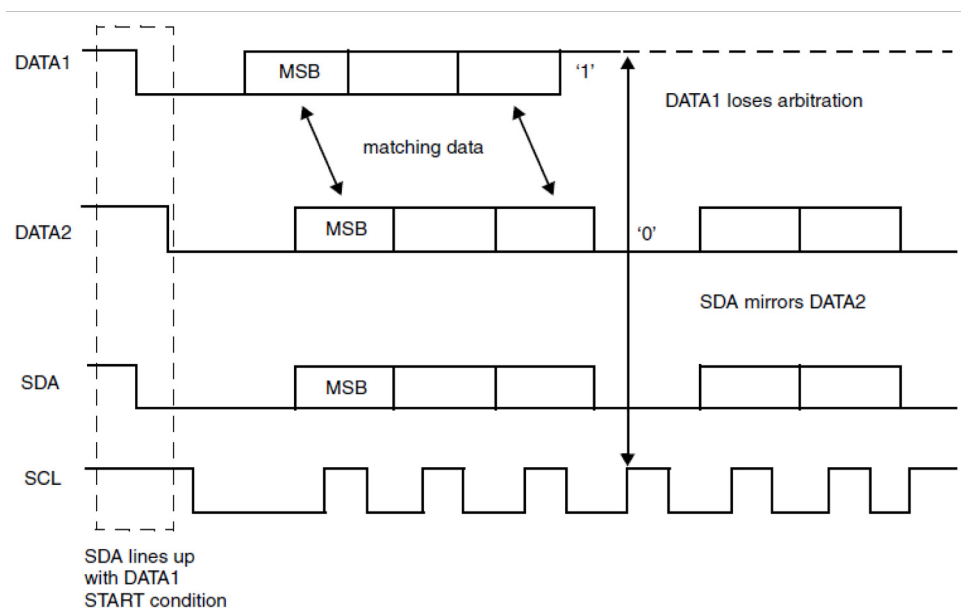 DATA1
MSB
‘1’
DATA1 loses arbitration
matching data
DATA2
MSB
‘0’
SDA mirrors DATA2
SDA
MSB
SCL
SDA lines up
with DATA1
START condition